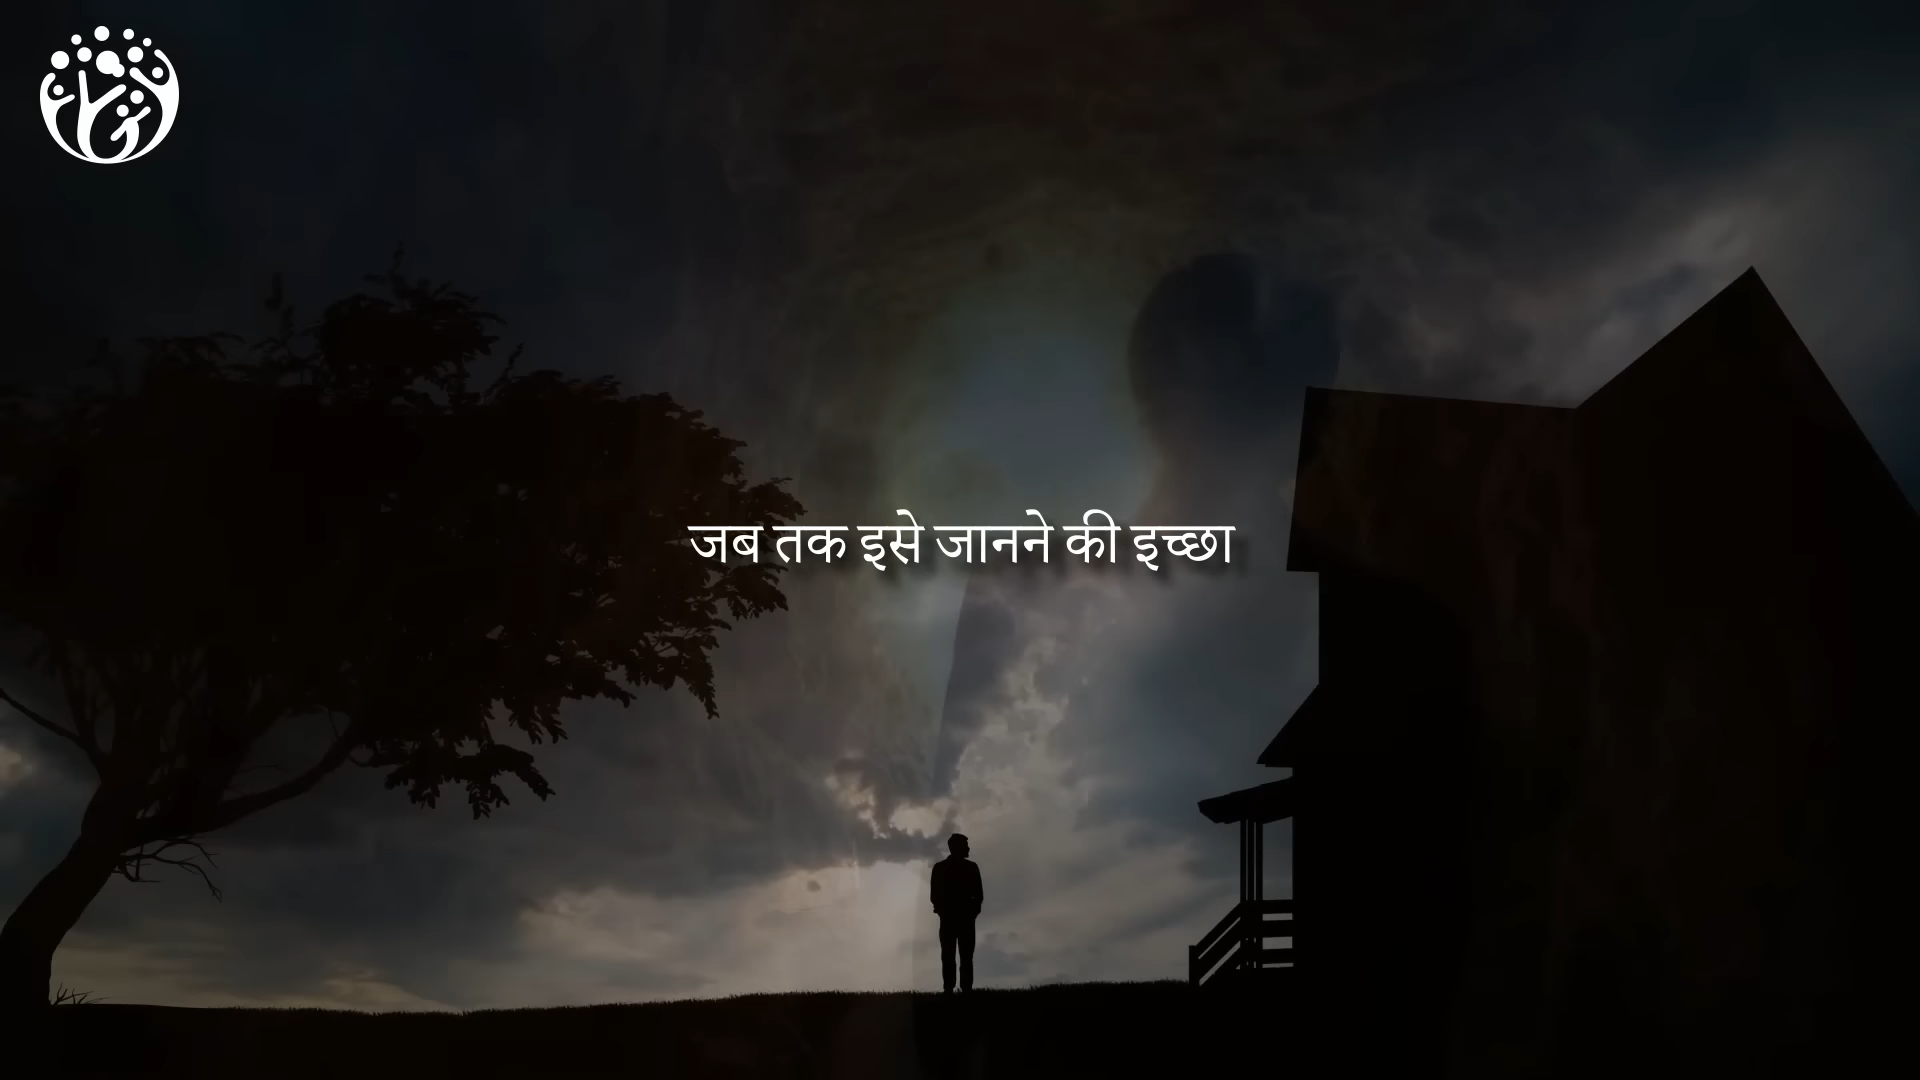 जब तक इसे जानने की इच्छा